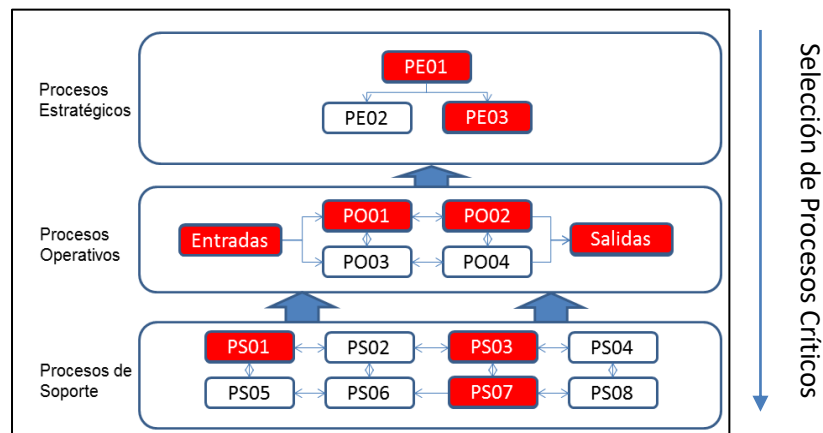 Procesos
Estratégicos
PE01
PE02
PE03
Procesos
Operativos
Entradas
PO01
PO02
PO03
PO04
Salidas
Procesos de
Soporte
PS01
PS02
PS03
PS04
PS05
PS06
PS07
PS08
Selección de Procesos Críticos